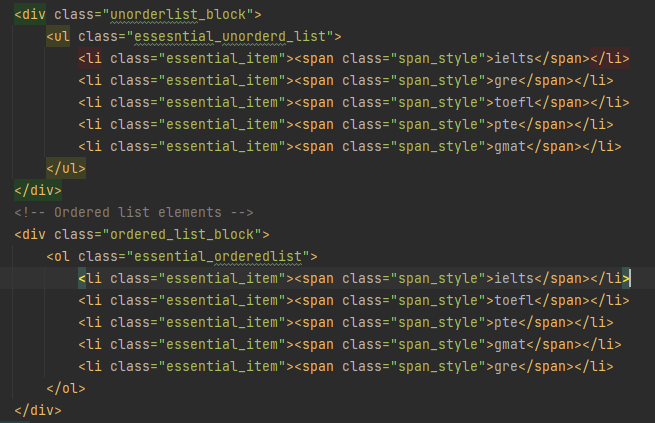 <div class="unorderlist_block">
<ul class="essesntial_unorderd_list">
<li class="essential_item"><span class="span_style">ielts</span></li>
<li class="essential_item"><span class="span_style">gre</span></li>
<li class="essential_item"><span class="span_style">toefl</span></li>
<li class="essential_item"><span class="span_style">pte</span></li>
<li class="essential_item"><span class="span_style">gmat</span></li>
</ul>
</div>
<!-- Ordered list elements -->
<div class="ordered_list_block">
<ol class="essential_orderedlist">
<li class="essential_item"><span class="span_style">ielts</span></li>
<li class="essential_item"><span class="span_style">toefl</span></li>
<li class="essential_item"><span class="span_style">pte</span></li>
<li class="essential_item"><span class="span_style">gmat</span></li>
<li class="essential_item"><span class="span_style">gre</span></li>
</ol>
</div>